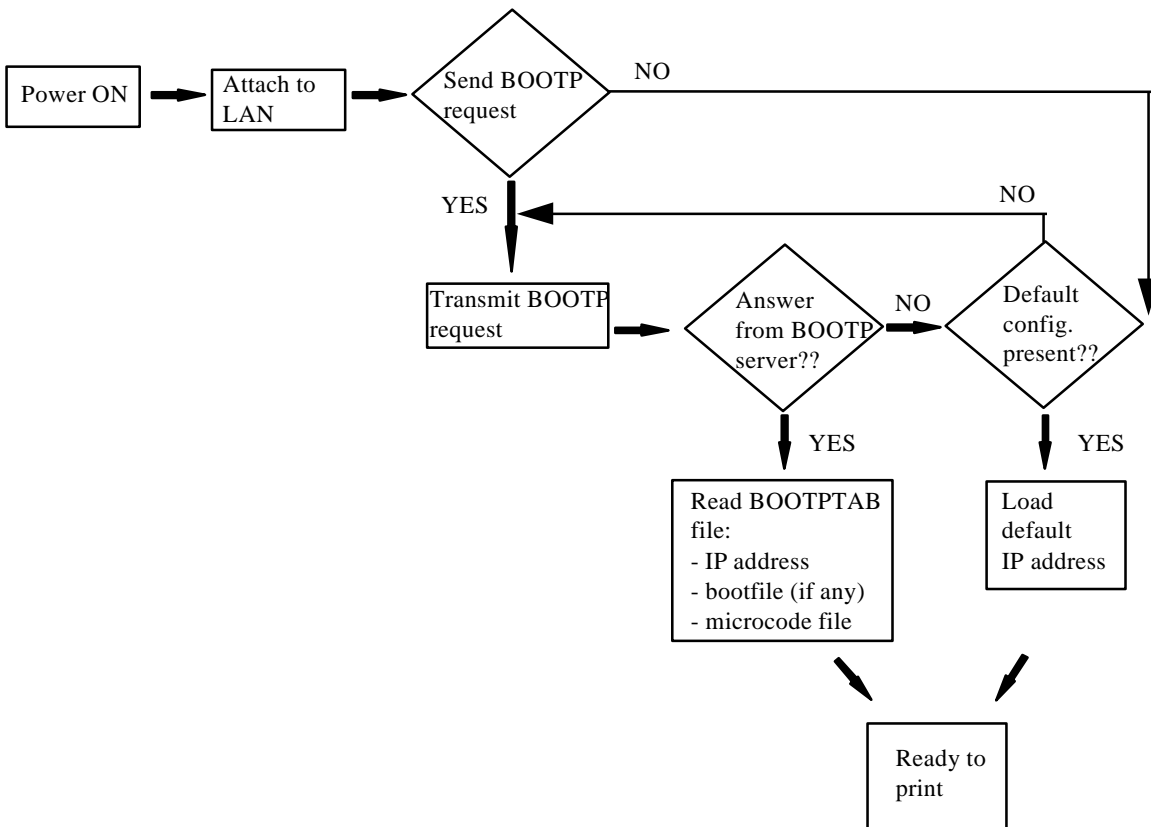 Power ON
Attach to
LAN
Send BOOTP
request
NO
YES
NO
Transmit BOOTP
request
Answer
from BOOTP
server??
NO
Default
config.
present??
YES
YES
Read BOOTPTAB
file:
- IP address
- bootfile (if any)
- microcode file
Load
default
IP address
Ready to
print